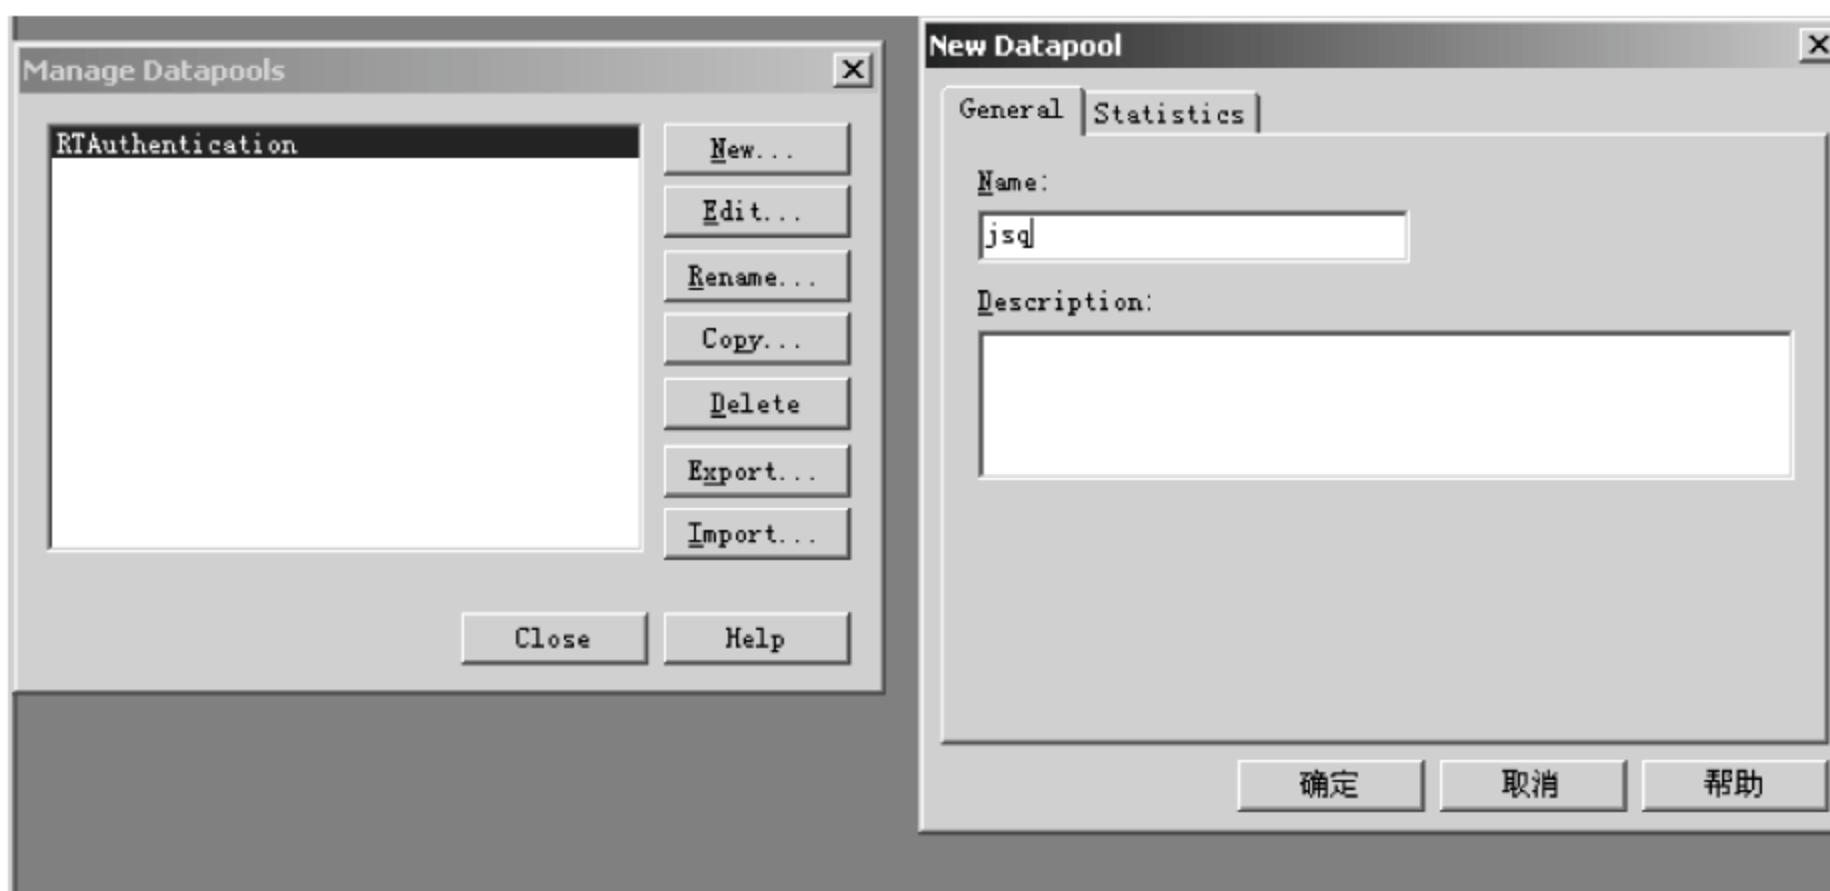 Manage Datapools
RTAuthentication
New...
Edit...
Rename...
Copy...
Delete
Export...
Import...
Close
Help
New Datapool
General
Statistics
Name:
jsq
Description:
确定
取消
帮助